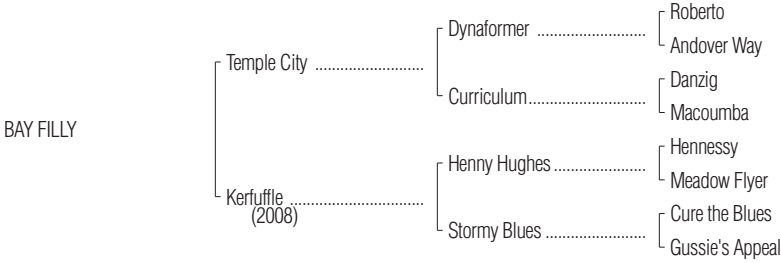 Roberto
Dynaformer ..........................
Andover Way
Temple City ..........................
Danzig
Curriculum............................
Macoumba
BAY FILLY
Hennessy
Henny Hughes ......................
Meadow Flyer
Kerfuffle ................................
(2008)
Cure the Blues
Stormy Blues ........................
Gussie's Appeal